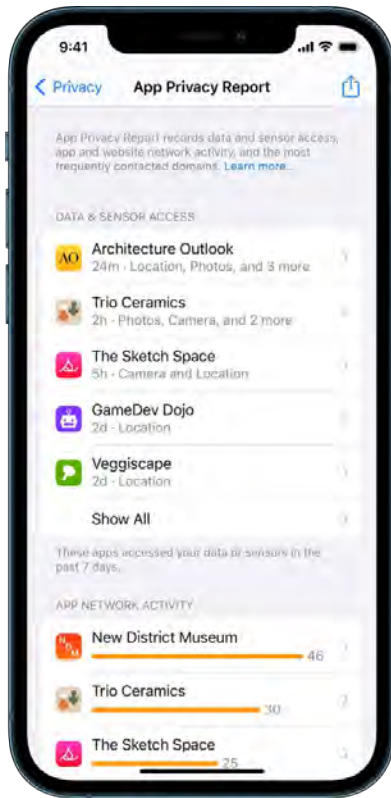 9:41
Privacy
App Privacy Report
App Privacy Report records data and sensor access,
app and website network activity, and the most
frequently contacted domains. Learn more...
DATA & SENSOR ACCESS
AO
Architecture Outlook
24m - Location, Photos, and 3 more
Trio Ceramics
2h - Photos, Camera, and 2 more
The Sketch Space
5h - Camera and Location
GameDev Dojo
2d - Location
Veggiscape
2d - Location
Show All
These apps accessed your data or sensors in the
past 7 days.
APP NETWORK ACTIVITY
NDM
New District Museum
46
Trio Ceramics
30
The Sketch Space
25